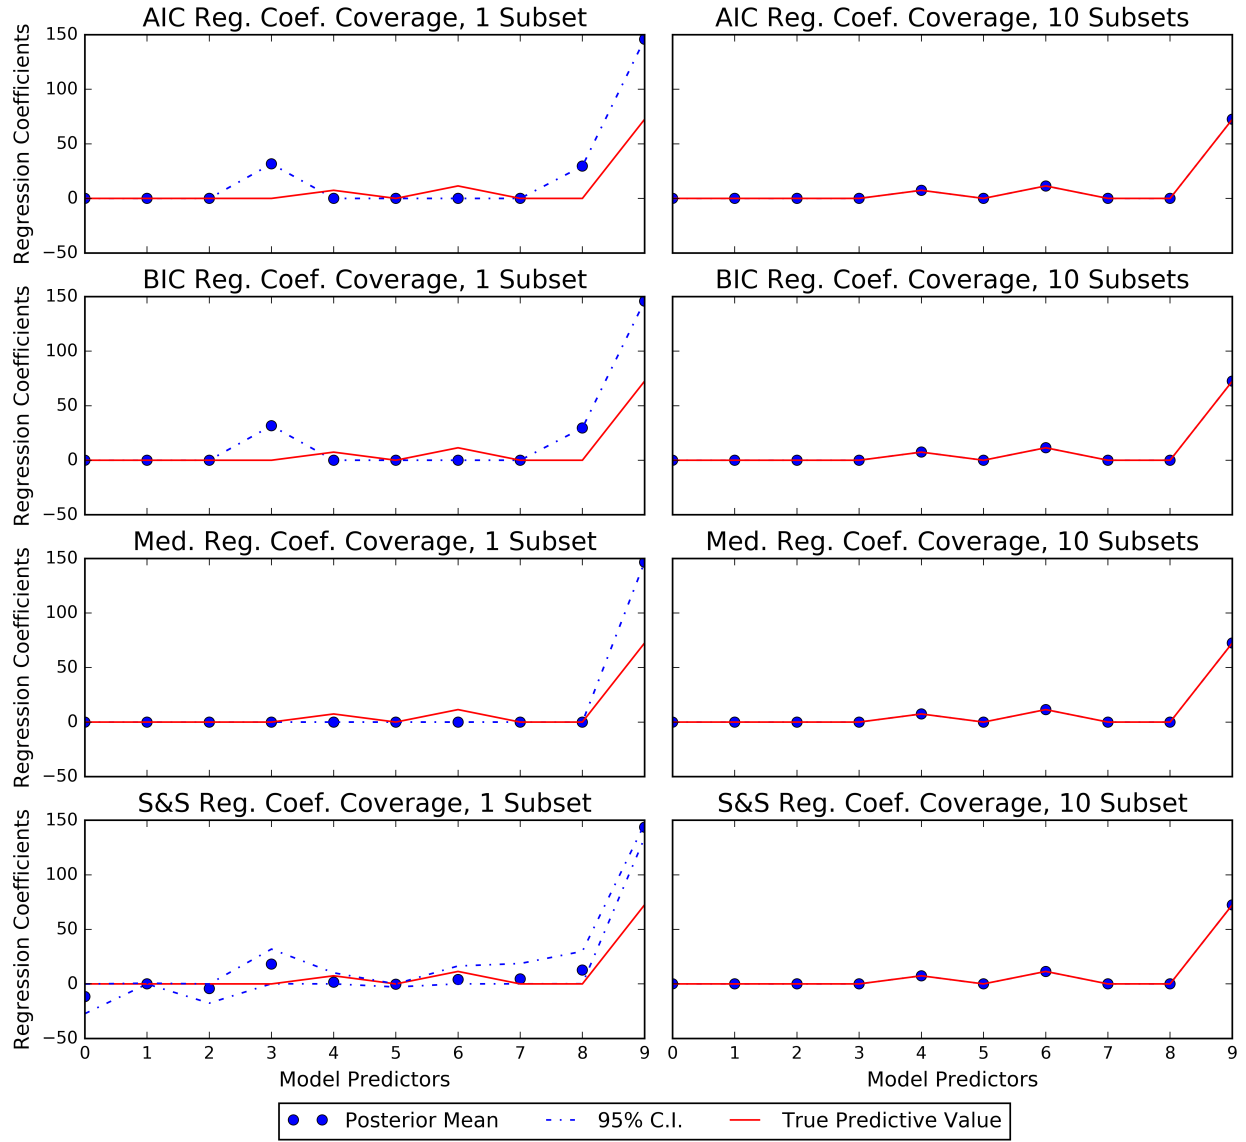 AIC Reg. Coef. Coverage, 1 Subset
AIC Reg. Coef. Coverage, 10 Subsets
Regression Coefficients
150
100
50
0
−50
BIC Reg. Coef. Coverage, 1 Subset
BIC Reg. Coef. Coverage, 10 Subsets
Regression Coefficients
150
100
50
0
−50
Med. Reg. Coef. Coverage, 1 Subset
Med. Reg. Coef. Coverage, 10 Subsets
Regression Coefficients
150
100
50
0
−50
S&S Reg. Coef. Coverage, 1 Subset
S&S Reg. Coef. Coverage, 10 Subset
Regression Coefficients
150
100
50
0
−50
0 1 2 3 4 5 6 7 8 9
0 1 2 3 4 5 6 7 8 9
Model Predictors
Model Predictors
Posterior Mean 95% C.I. True Predictive Value